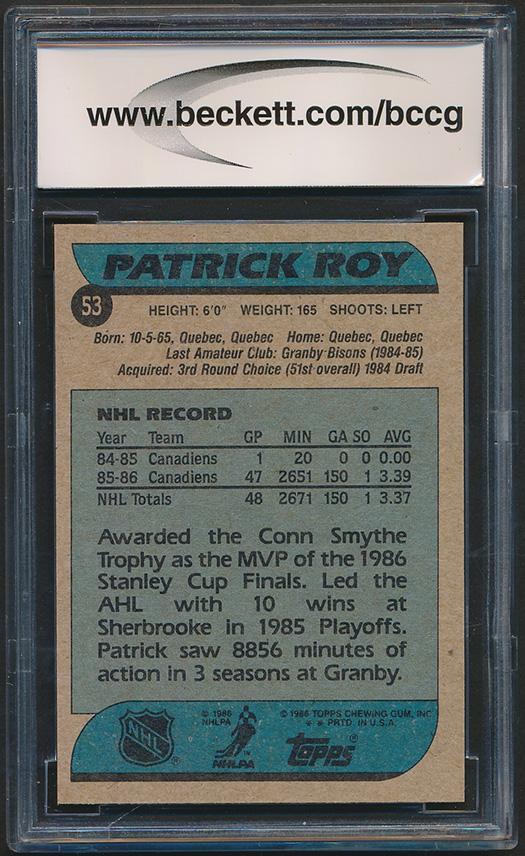 www.beckett.com/bccg
PATRICK ROY
53
HEIGHT: 6'0" WEIGHT: 165 SHOOTS: LEFT
Born: 10-5-65, Quebec, Quebec Home: Quebec, Quebec
Last Amateur Club: Granby Bisons (1984-85)
Acquired: 3rd Round Choice (51st overall) 1984 Draft
NHL RECORD
Year Team GP MIN GA SO AVG
84-85 Canadiens 1 20 0 0 0.00
85-86 Canadiens 47 2651 150 1 3.39
NHL Totals 48 2671 150 1 3.37
Awarded the Conn Smythe
Trophy as the MVP of the 1986
Stanley Cup Finals. Led the
AHL with 10 wins at
Sherbrooke in 1985 Playoffs.
Patrick saw 8856 minutes of
action in 3 seasons at Granby.
NHL ®
© 1986
NHLPA
NHLPA
© 1986 TOPPS CHEWING GUM, INC
* * PRTD. IN U.S.A.
TOPPS ®